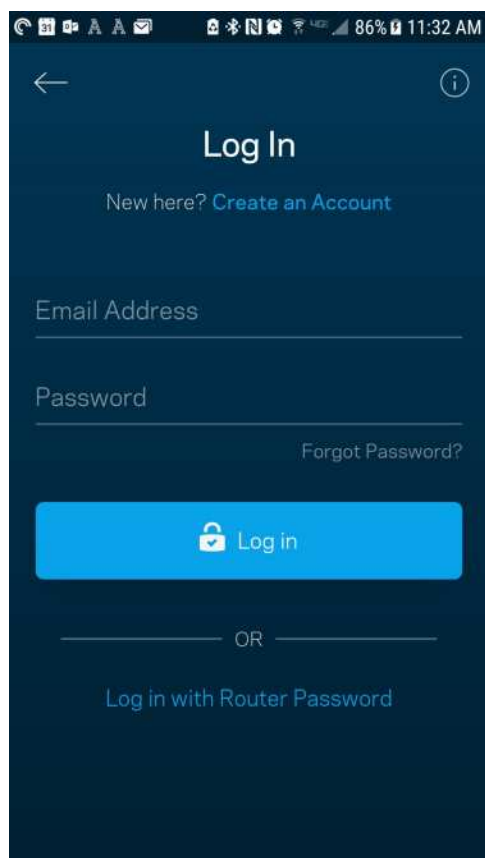 31 A A 86% 11:32 AM
Log In
New here? Create an Account
Email Address
Password
Forgot Password?
Log in
OR
Log in with Router Password